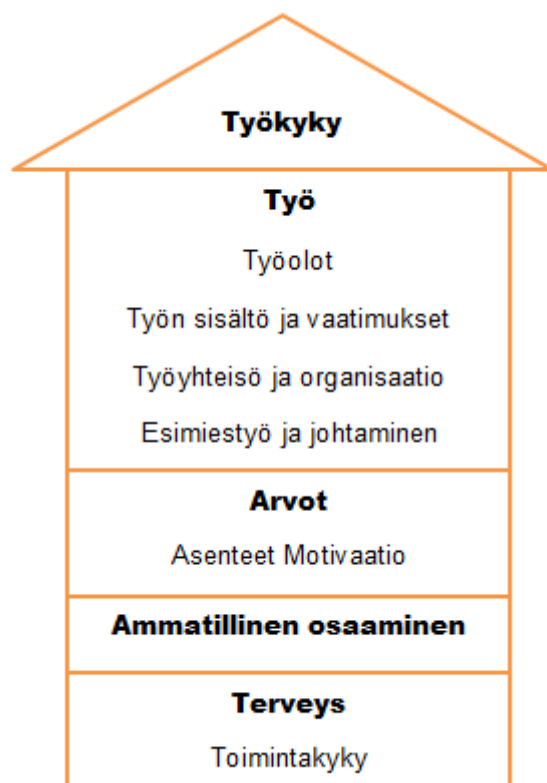 Työkyky
Työ
Työolot
Työn sisältö ja vaatimukset
Työyhteisö ja organisaatio
Esimiestyö ja johtaminen
Arvot
Asenteet Motivaatio
Ammatillinen osaaminen
Terveys
Toimintakyky